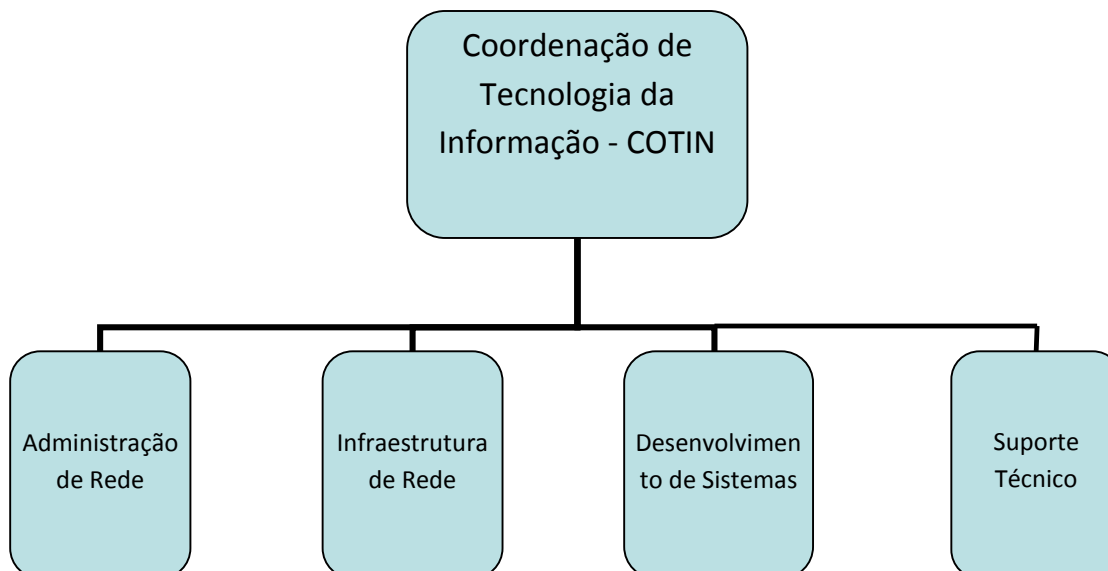 Coordenação de
Tecnologia da
Informação - COTIN
Administração
de Rede
Infraestrutura
de Rede
Desenvolvimen
to de Sistemas
Suporte
Técnico